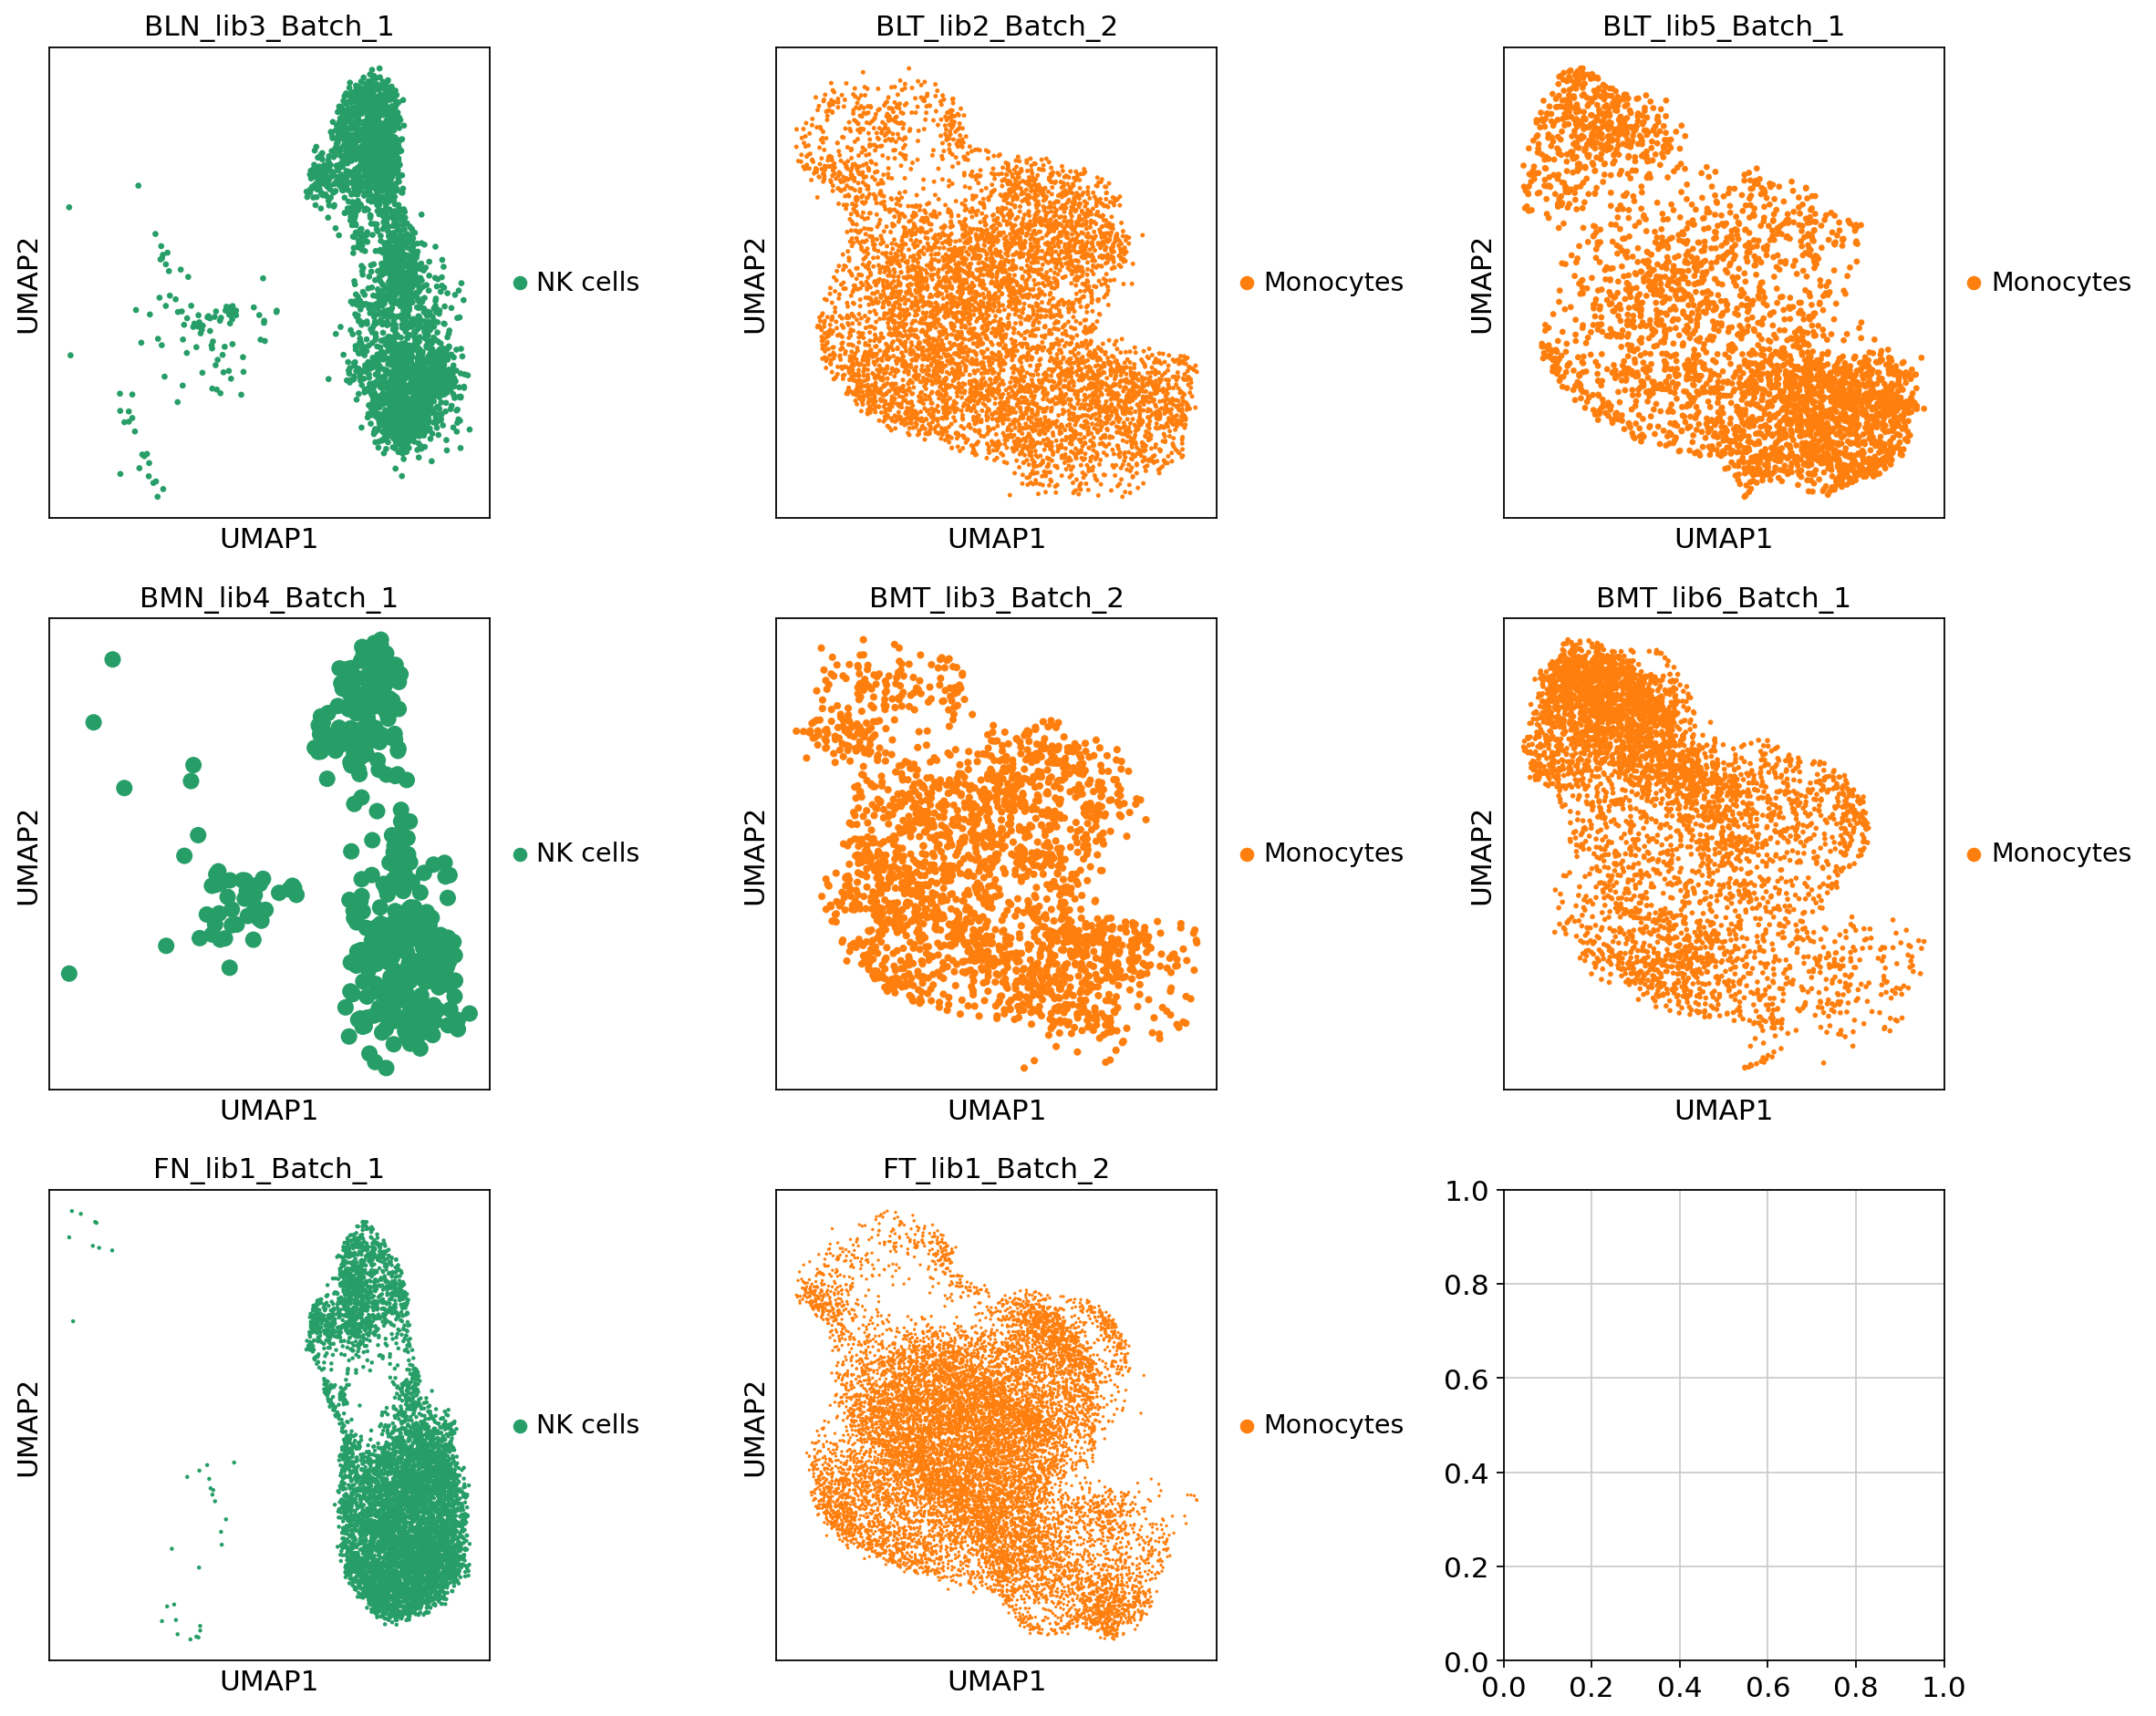 BLN_lib3_Batch_1
UMAP2
UMAP1
NK cells
BLT_lib2_Batch_2
UMAP2
UMAP1
Monocytes
BLT_lib5_Batch_1
UMAP2
UMAP1
Monocytes
BMN_lib4_Batch_1
UMAP2
UMAP1
NK cells
BMT_lib3_Batch_2
UMAP2
UMAP1
Monocytes
BMT_lib6_Batch_1
UMAP2
UMAP1
Monocytes
FN_lib1_Batch_1
UMAP2
UMAP1
NK cells
FT_lib1_Batch_2
UMAP2
UMAP1
Monocytes
1.0
0.8
0.6
0.4
0.2
0.0
0.0 0.2 0.4 0.6 0.8 1.0